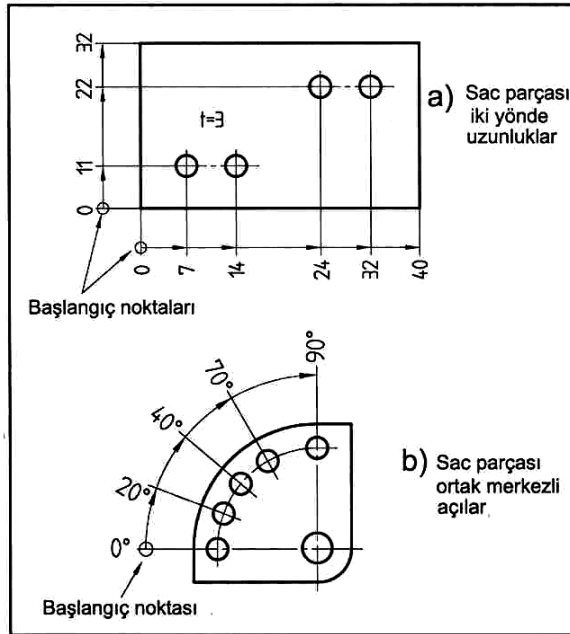 32
22
11
0
t=3
a) Sac parçası
iki yönde
uzunluklar
0
7
14
24
32
40
Başlangıç noktaları
90°
70°
40°
20°
0°
b) Sac parçası
ortak merkezli
açılar
Başlangıç noktası